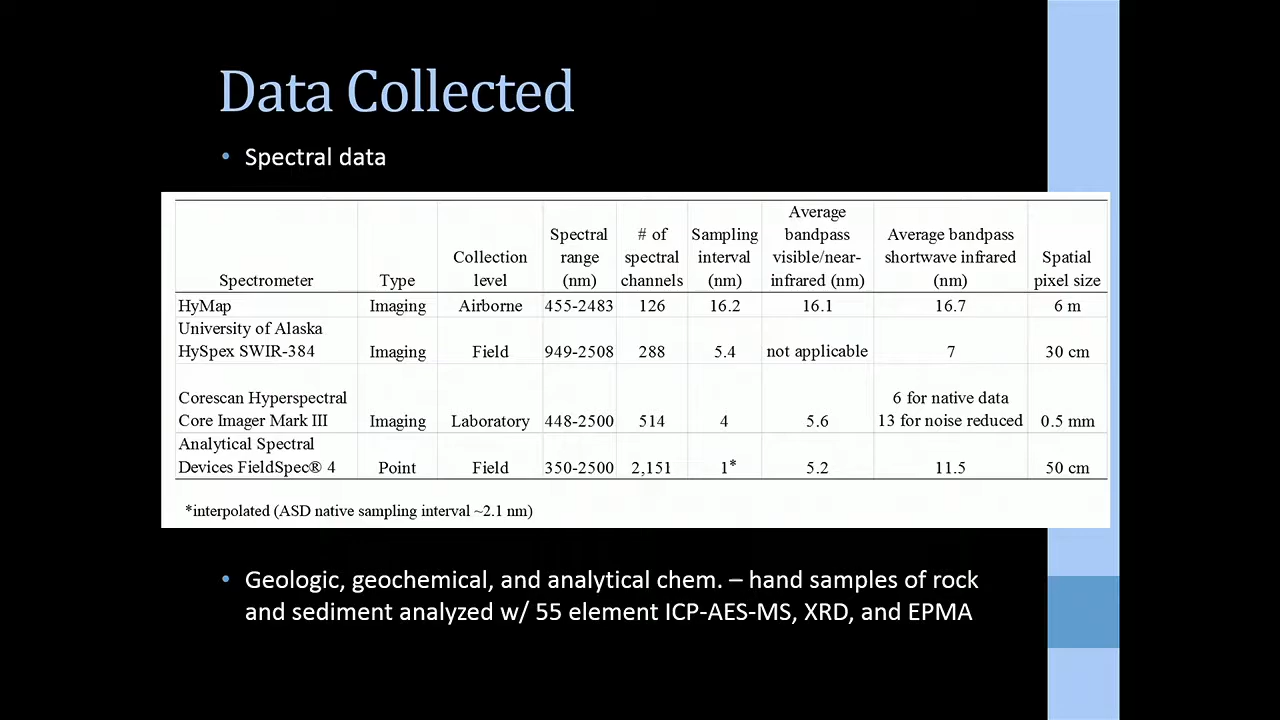 Data Collected
• Spectral data
Spectrometer Type Collection level Spectral range (nm) # of spectral channels Sampling interval (nm) Average bandpass visible/near-infrared (nm) Average bandpass shortwave infrared (nm) Spatial pixel size
HyMap Imaging Airborne 455-2483 126 16.2 16.1 16.7 6 m
University of Alaska
HySpex SWIR-384 Imaging Field 949-2508 288 5.4 not applicable 7 30 cm
Corescan Hyperspectral 6 for native data
Core Imager Mark III Imaging Laboratory 448-2500 514 4 5.6 13 for noise reduced 0.5 mm
Analytical Spectral
Devices FieldSpec® 4 Point Field 350-2500 2,151 1* 5.2 11.5 50 cm
*interpolated (ASD native sampling interval ~2.1 nm)
• Geologic, geochemical, and analytical chem. – hand samples of rock
and sediment analyzed w/ 55 element ICP-AES-MS, XRD, and EPMA